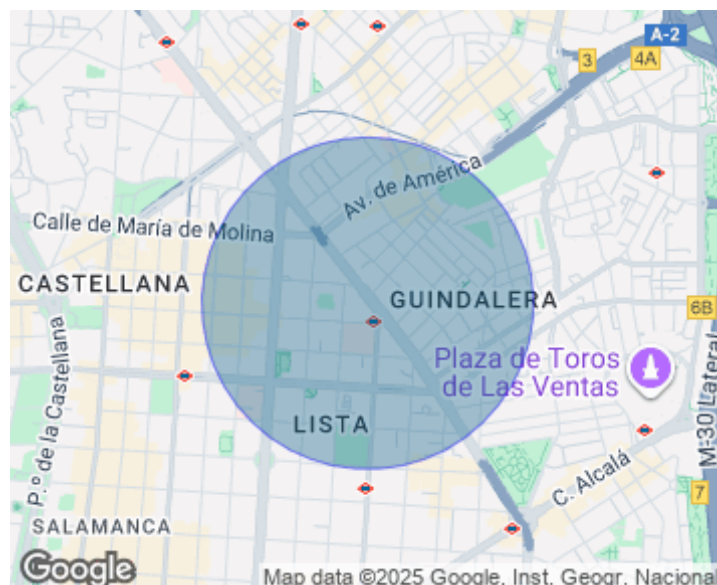 A-2
3
4A
Av. de América
Calle de María de Molina
CASTELLANA
GUINDALERA
6B
Plaza de Toros
de Las Ventas
P.º de la Castellana
M-30 Lateral
LISTA
C. Alcalá
7
SALAMANCA
Google
Map data ©2025 Google, Inst. Geogr. Nacional